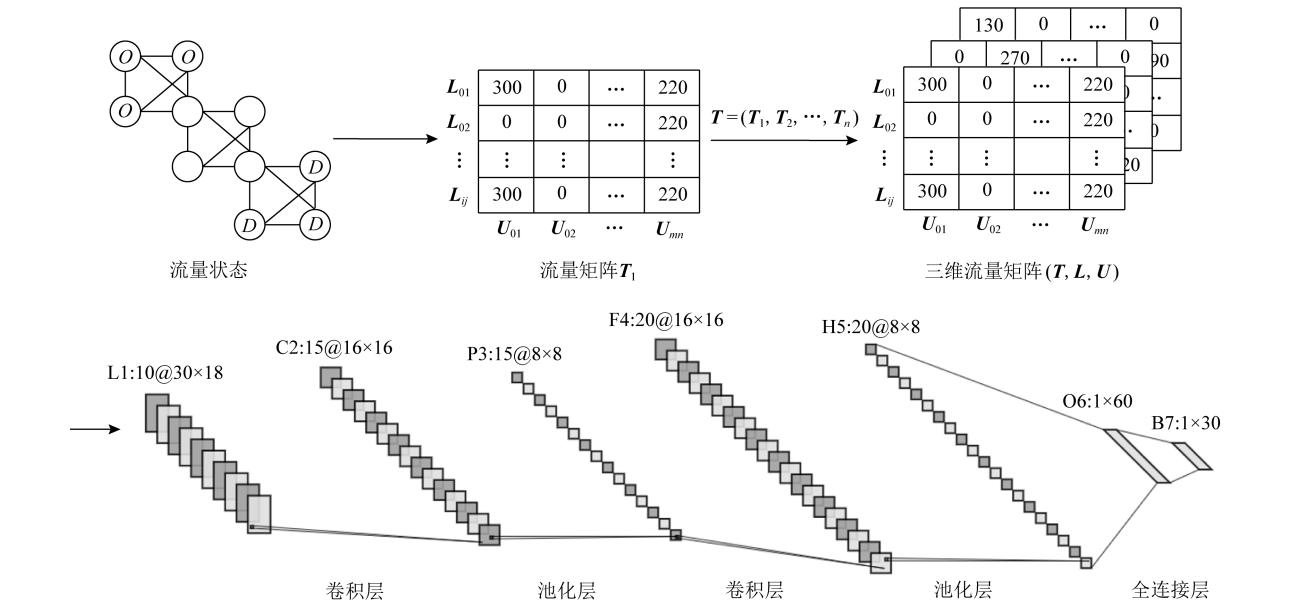 O O
O
D
D D
流量状态
L01 300 0 … 220
L02 0 0 … 220
⋮ ⋮ ⋮ ⋮
Lij 300 0 … 220
U01 U02 … Umn
流量矩阵T1
T=(T1, T2, …, Tn)
130 0 … 0
0 270 … 0 90
L01 300 0 … 220 0 ..
L02 0 0 … 220 . 0
⋮ ⋮ ⋮ ⋮ 20
Lij 300 0 … 220
U01 U02 … Umn
三维流量矩阵(T, L, U)
L1:10@30×18
C2:15@16×16
P3:15@8×8
F4:20@16×16
H5:20@8×8
O6:1×60
B7:1×30
卷积层
池化层
卷积层
池化层
全连接层